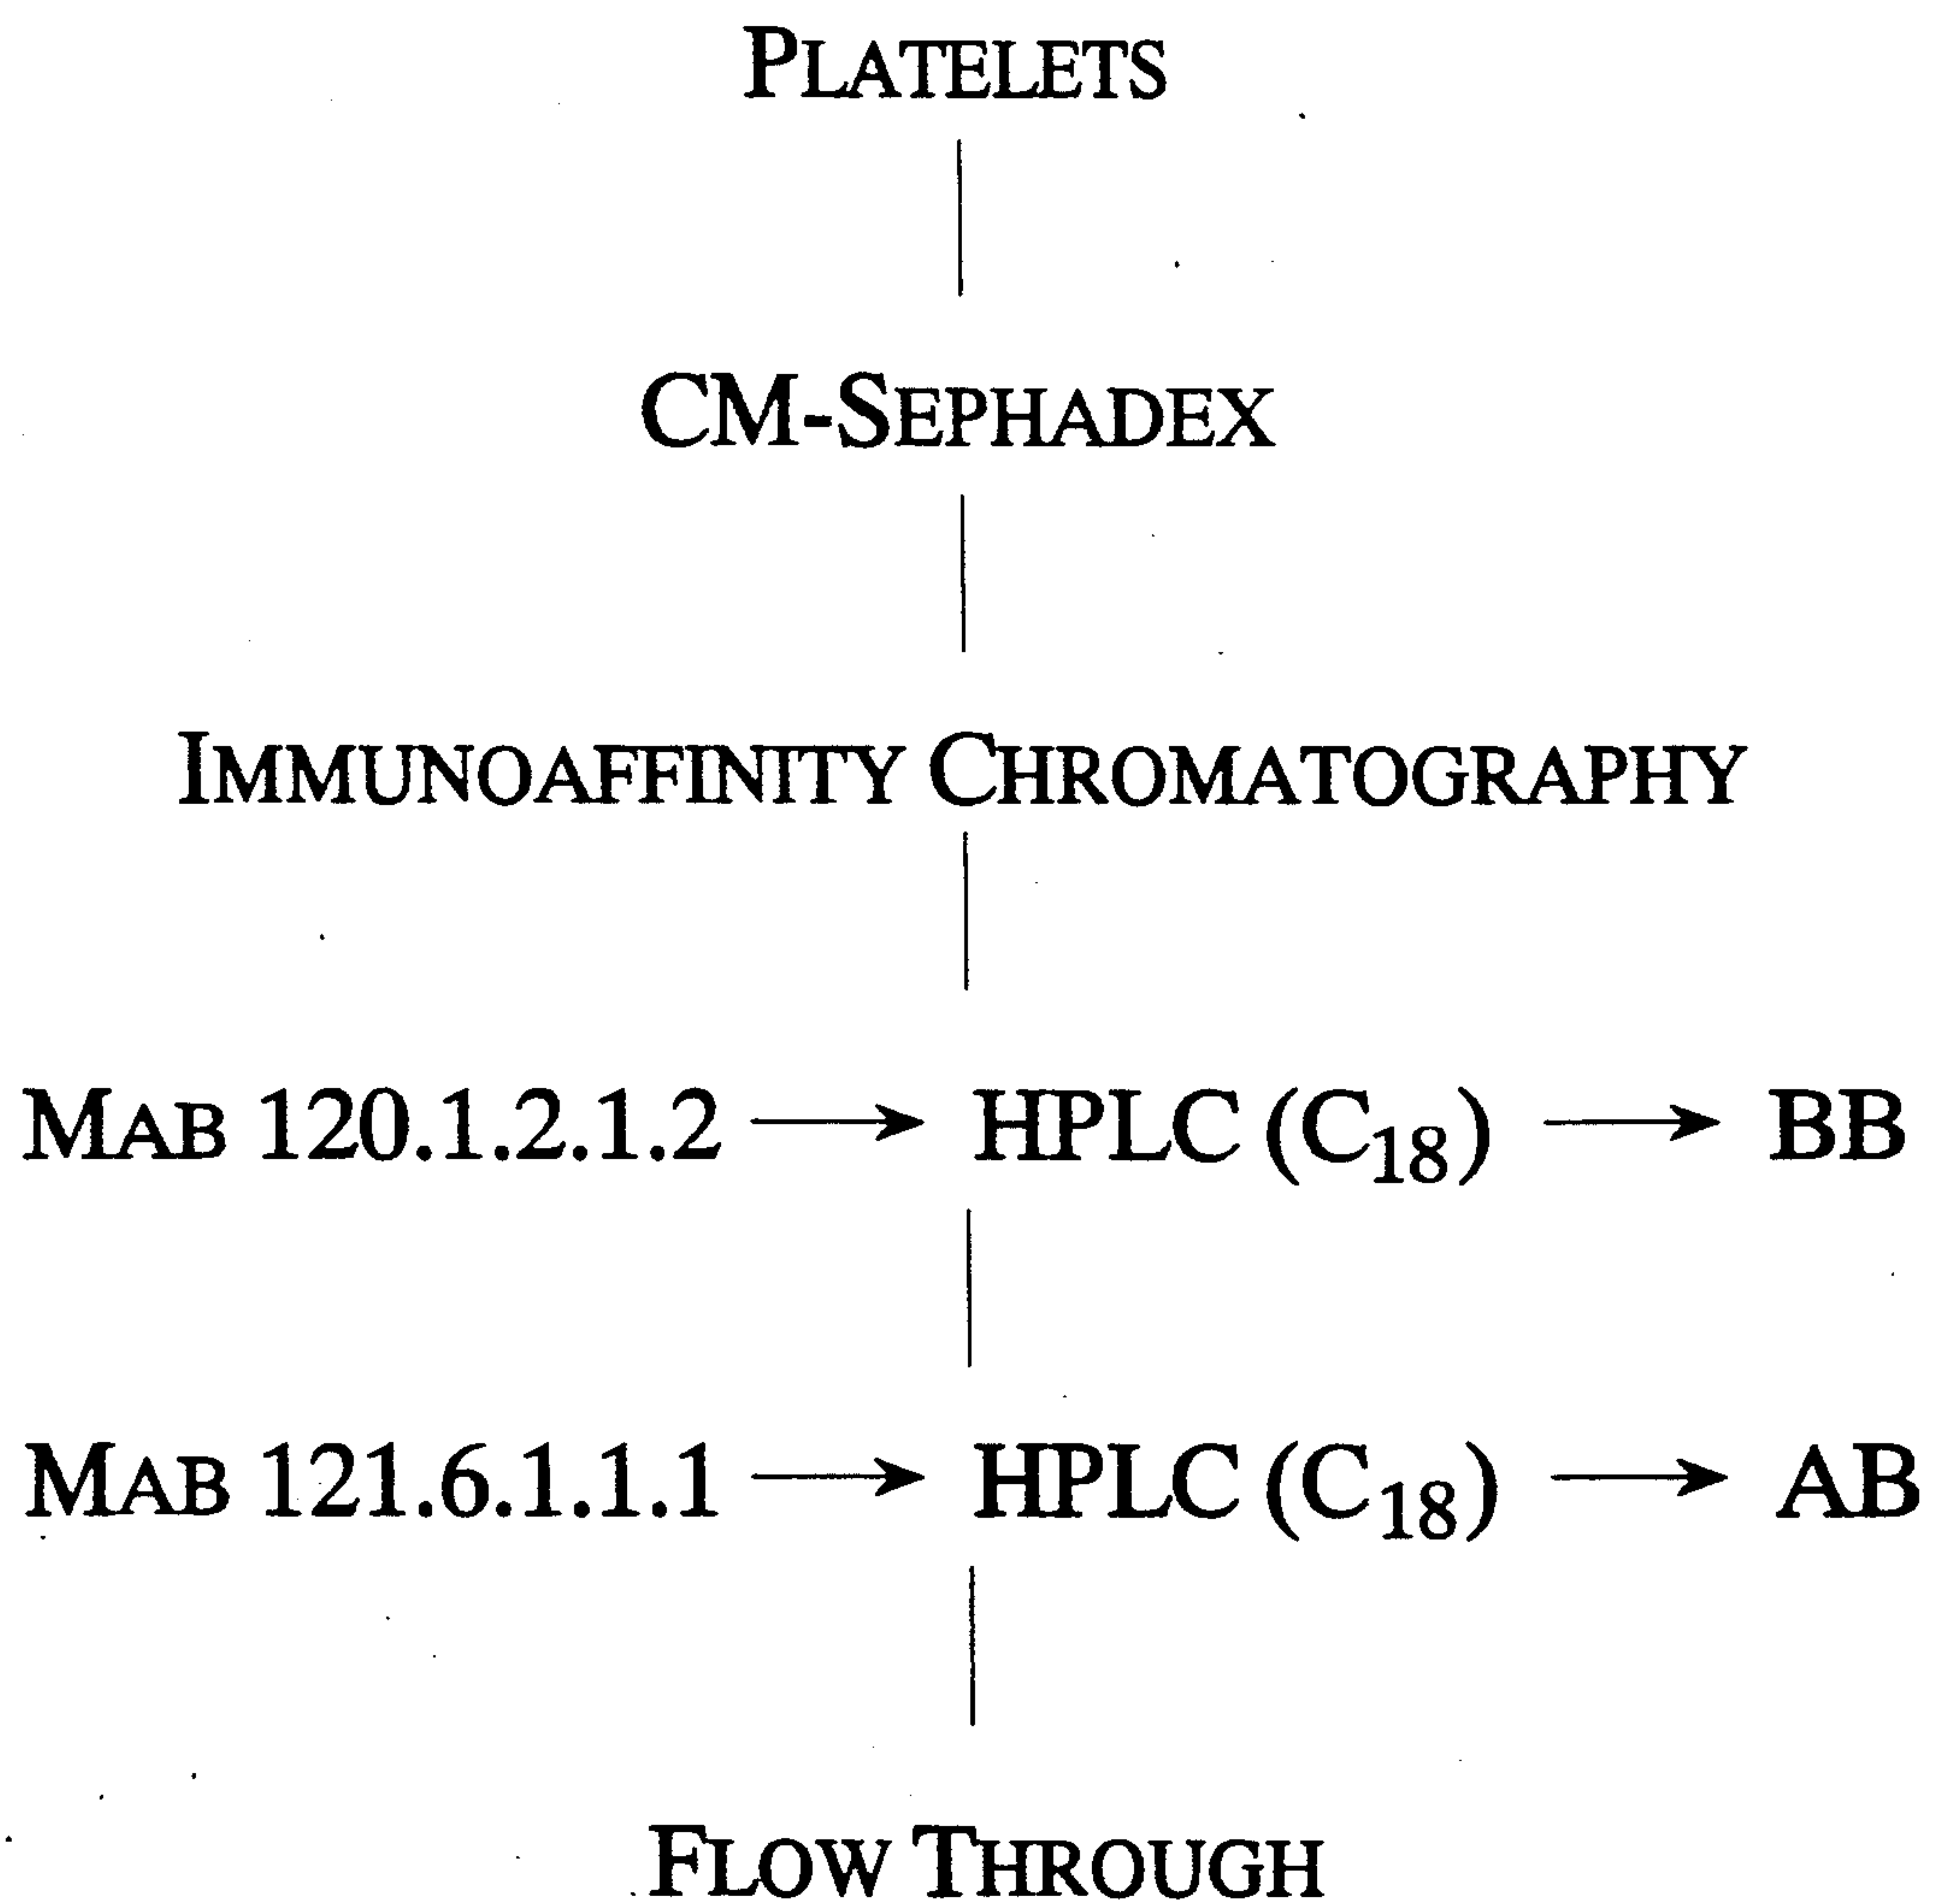 PLATELETS
CM-SEPHADEX
IMMUNOAFFINITY CHROMATOGRAPHY
MAB 120.1.2.1.2 → HPLC (C18) → BB
MAB 121.6.1.1.1 → HPLC (C18) → AB
FLOW THROUGH